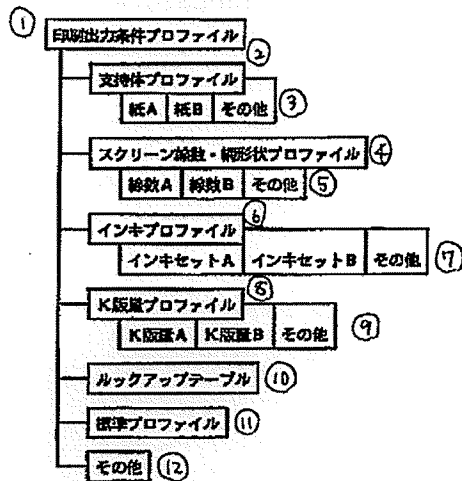 ① 印刷出力条件プロファイル
②
支持体プロファイル
紙A 紙B その他 ③
スクリーン線数・網形状プロファイル ④
線数A 線数B その他 ⑤
⑥
インキプロファイル
インキセットA インキセットB その他 ⑦
K版量プロファイル ⑧
K版量A K版量B その他 ⑨
ルックアップテーブル ⑩
標準プロファイル ⑪
その他 ⑫